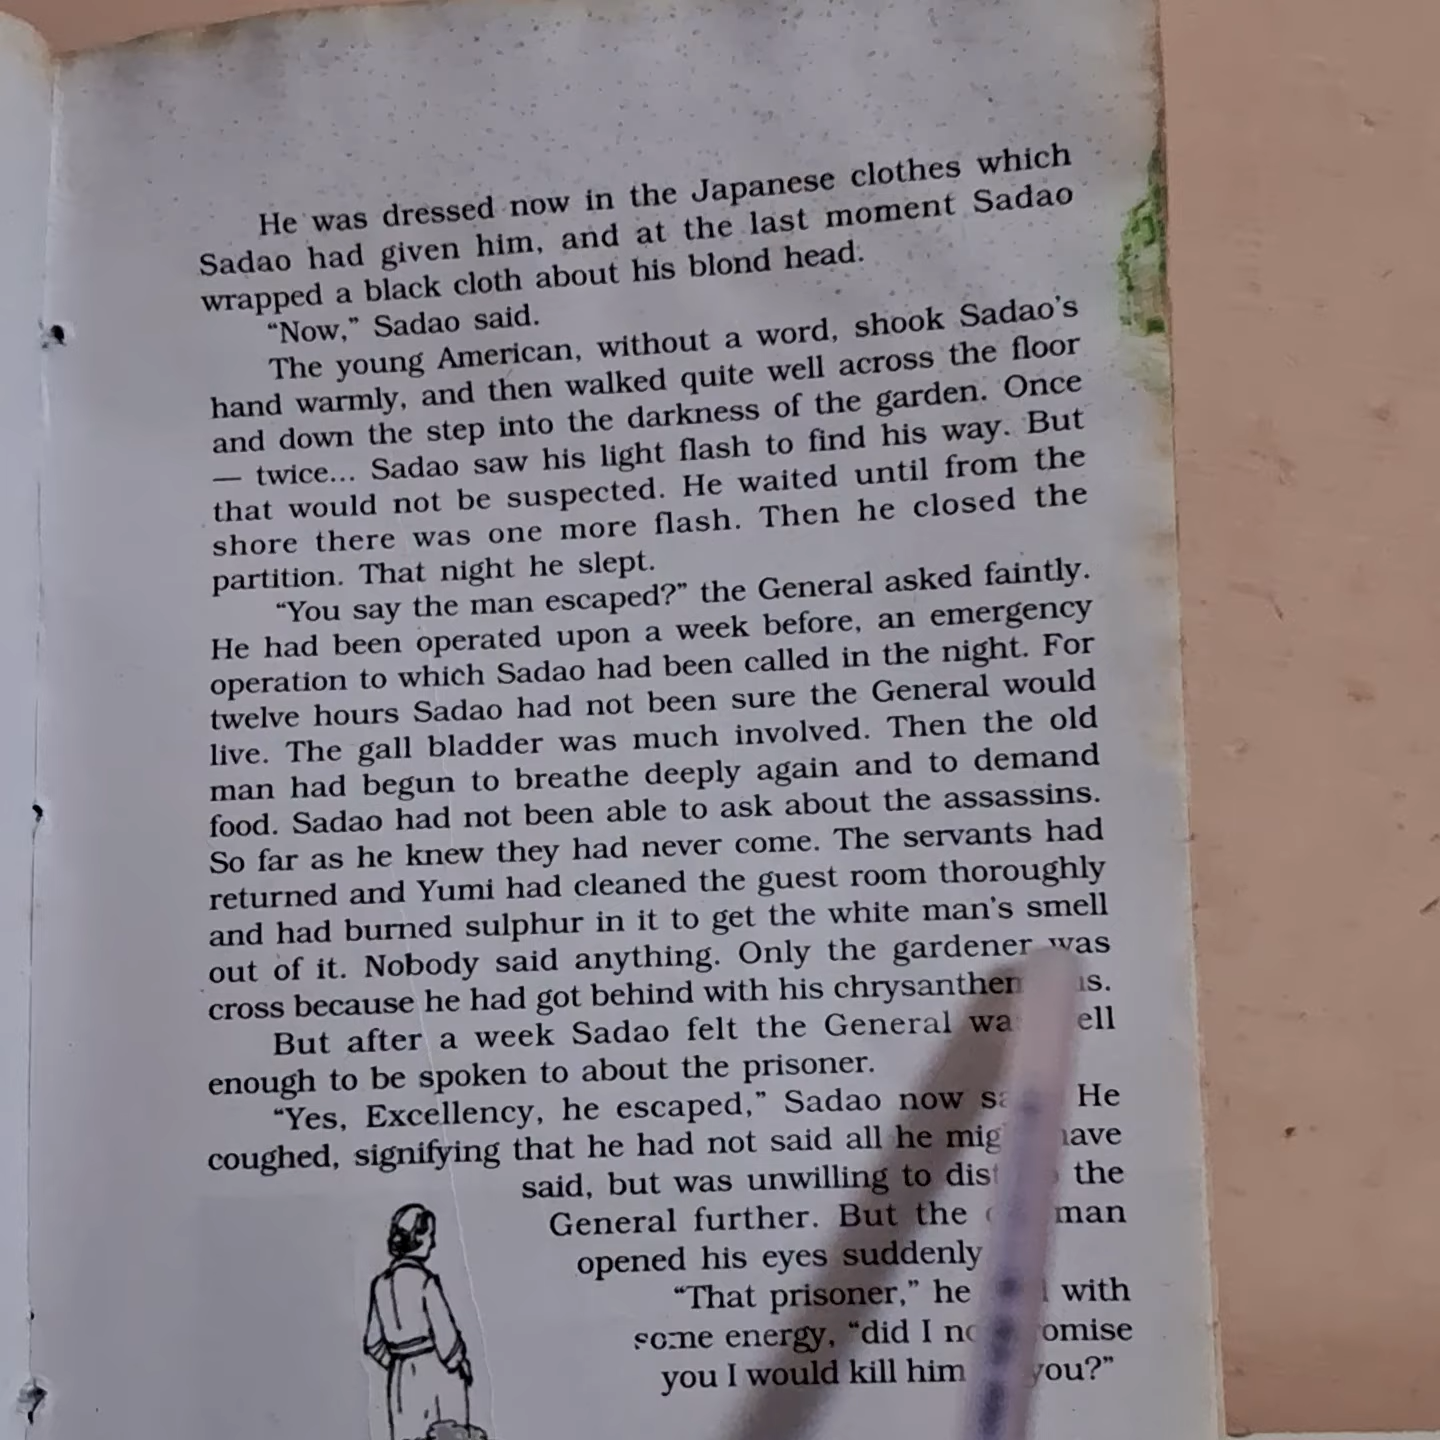 He was dressed now in the Japanese clothes which
Sadao had given him, and at the last moment Sadao
wrapped a black cloth about his blond head.
“Now,” Sadao said.
The young American, without a word, shook Sadao’s
hand warmly, and then walked quite well across the floor
and down the step into the darkness of the garden. Once
— twice... Sadao saw his light flash to find his way. But
that would not be suspected. He waited until from the
shore there was one more flash. Then he closed the
partition. That night he slept.
“You say the man escaped?” the General asked faintly.
He had been operated upon a week before, an emergency
operation to which Sadao had been called in the night. For
twelve hours Sadao had not been sure the General would
live. The gall bladder was much involved. Then the old
man had begun to breathe deeply again and to demand
food. Sadao had not been able to ask about the assassins.
So far as he knew they had never come. The servants had
returned and Yumi had cleaned the guest room thoroughly
and had burned sulphur in it to get the white man’s smell
out of it. Nobody said anything. Only the gardener was
cross because he had got behind with his
But after a week Sadao felt the General
enough to be spoken to about the prisoner.
“Yes, Excellency, he escaped,” Sadao now He
coughed, signifying that he had not said all he
said, but was unwilling to the
General further. But the man
opened his eyes suddenly
“That prisoner,” he with
some energy, “did I
you I would kill him you?”